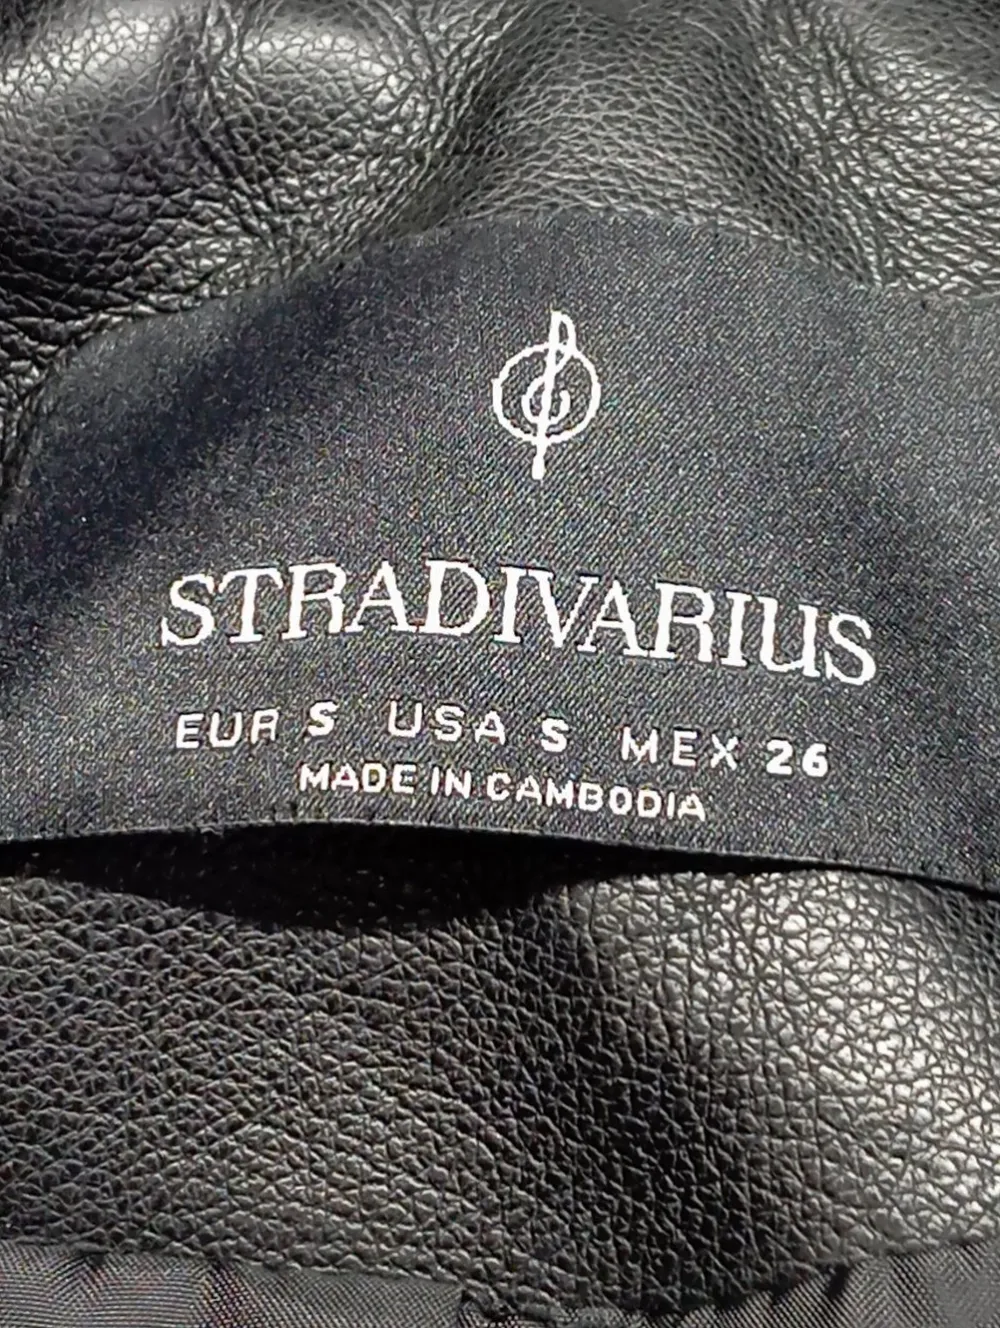 STRADIVARIUS
EUR S USA S MEX 26
MADE IN CAMBODIA